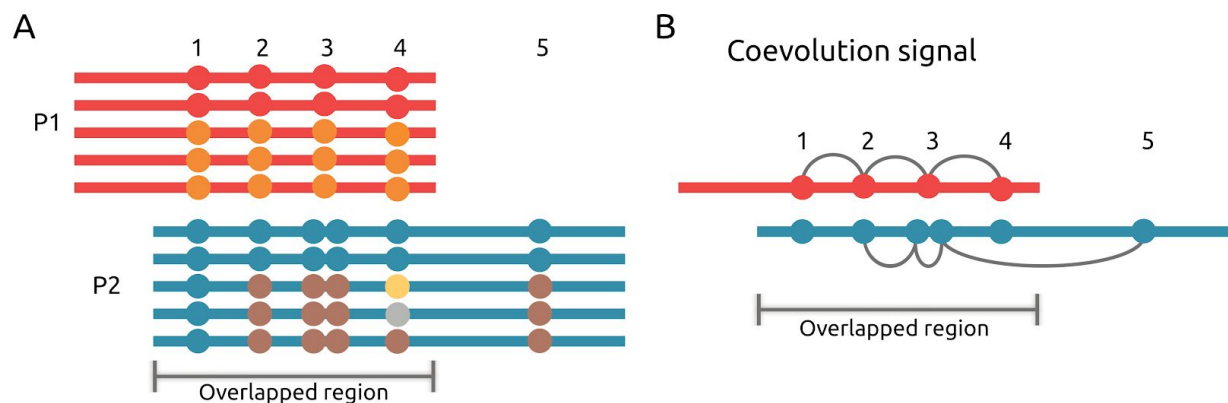 A
1 2 3 4 5
P1
P2
Overlapped region
B
Coevolution signal
1 2 3 4 5
Overlapped region